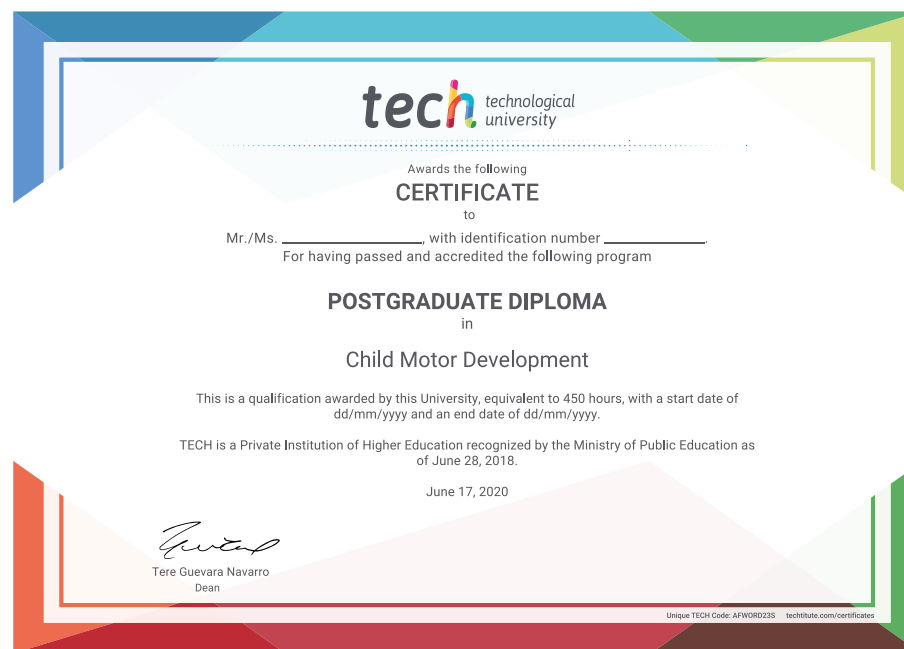 tech technological
university
Awards the following
CERTIFICATE
to
Mr./Ms. ____________________, with identification number ______________.
For having passed and accredited the following program
POSTGRADUATE DIPLOMA
in
Child Motor Development
This is a qualification awarded by this University, equivalent to 450 hours, with a start date of
dd/mm/yyyy and an end date of dd/mm/yyyy.
TECH is a Private Institution of Higher Education recognized by the Ministry of Public Education as
of June 28, 2018.
June 17, 2020
Tere Guevara Navarro
Dean
Unique TECH Code: AFWORD23S techtitute.com/certificates